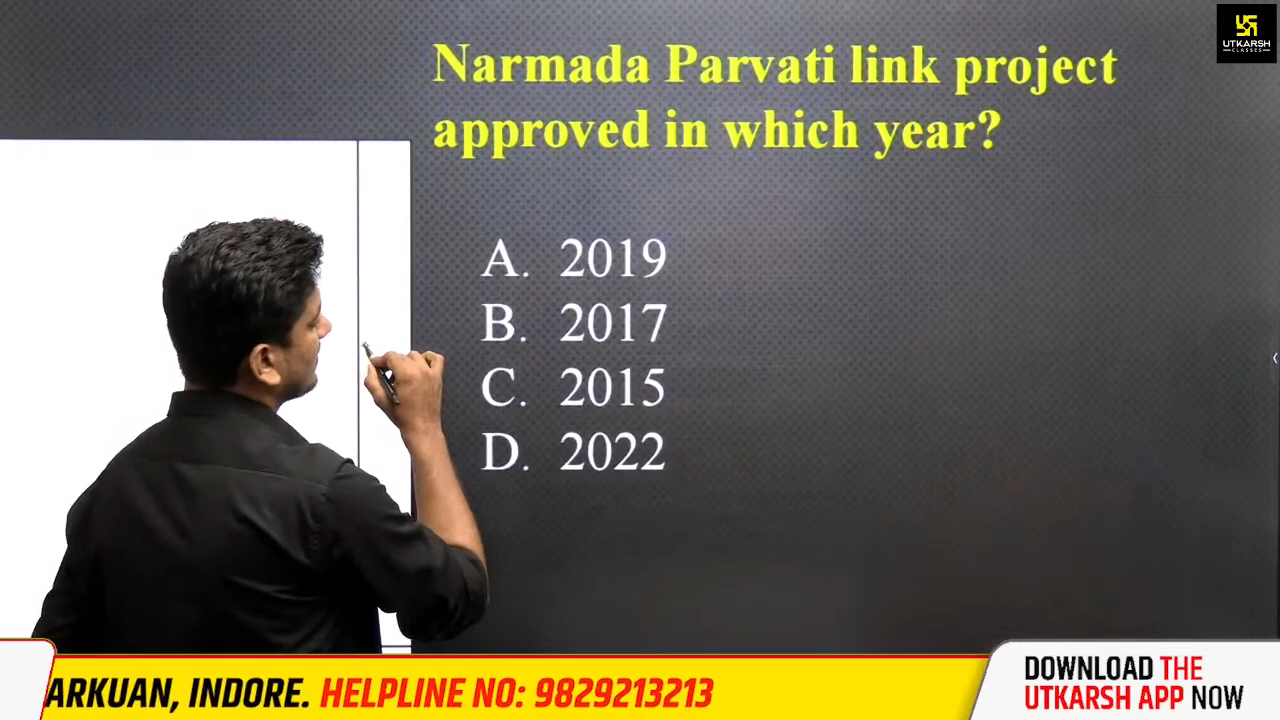 UTKARSH
CLASSES
Narmada Parvati link project
approved in which year?
A. 2019
B. 2017
C. 2015
D. 2022
ARKUAN, INDORE. HELPLINE NO: 9829213213
DOWNLOAD THE
UTKARSH APP NOW